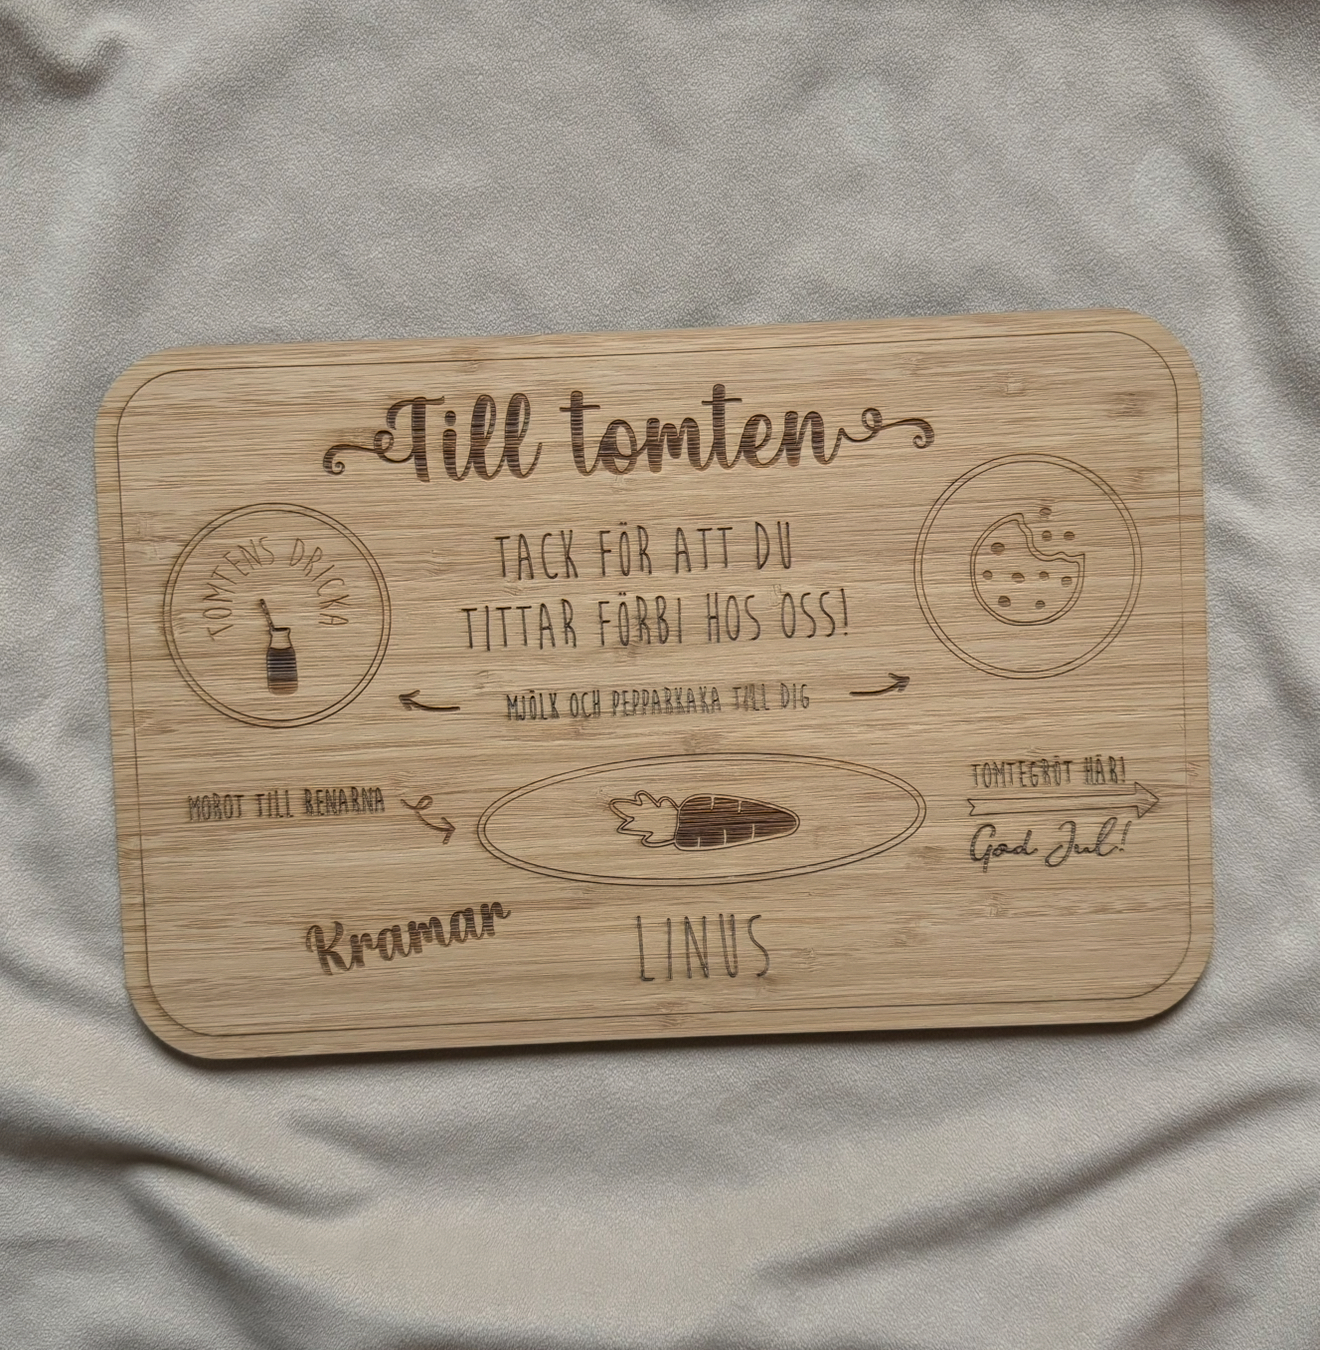 Till tomten
TOMTENS DRICKA
TACK FÖR ATT DU
TITTAR FÖRBI HOS OSS!
MJÖLK OCH PEPPARKAKA TILL DIG
MOROT TILL RENARNA
TOMTEGRÖT HÄR!
God Jul!
Kramar
LINUS